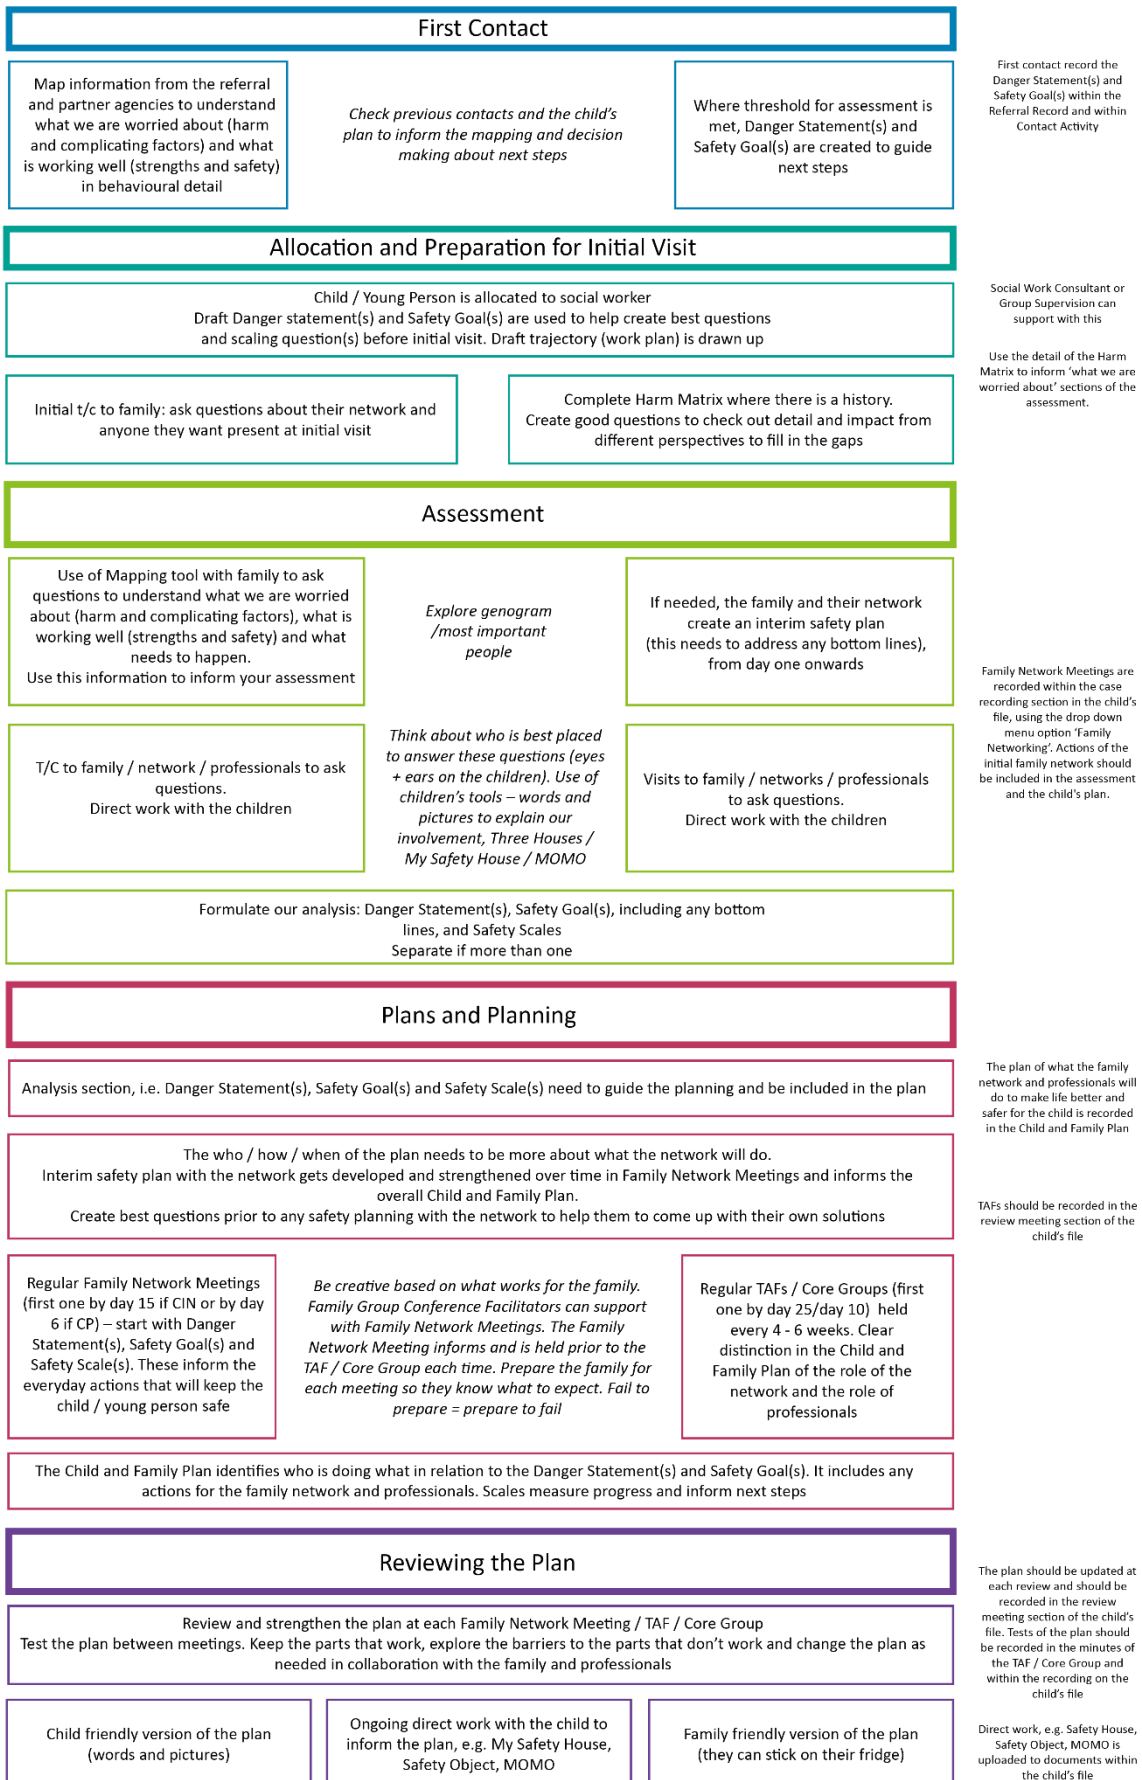 First Contact
Map information from the referral
and partner agencies to understand
what we are worried about (harm
and complicating factors) and what
is working well (strengths and safety)
in behavioural detail
Check previous contacts and the child's
plan to inform the mapping and decision
making about next steps
Where threshold for assessment is
met, Danger Statement(s) and
Safety Goal(s) are created to guide
next steps
First contact record the
Danger Statement(s) and
Safety Goal(s) within the
Referral Record and within
Contact Activity
Allocation and Preparation for Initial Visit
Child / Young Person is allocated to social worker
Draft Danger statement(s) and Safety Goal(s) are used to help create best questions
and scaling question(s) before initial visit. Draft trajectory (work plan) is drawn up
Social Work Consultant or
Group Supervision can
support with this
Initial t/c to family: ask questions about their network and
anyone they want present at initial visit
Complete Harm Matrix where there is a history.
Create good questions to check out detail and impact from
different perspectives to fill in the gaps
Use the detail of the Harm
Matrix to inform ‘what we are
worried about’ sections of the
assessment.
Assessment
Use of Mapping tool with family to ask
questions to understand what we are worried
about (harm and complicating factors), what is
working well (strengths and safety) and what
needs to happen.
Use this information to inform your assessment
Explore genogram
/most important
people
If needed, the family and their network
create an interim safety plan
(this needs to address any bottom lines),
from day one onwards
T/C to family / network / professionals to ask
questions.
Direct work with the children
Think about who is best placed
to answer these questions (eyes
+ ears on the children). Use of
children's tools – words and
pictures to explain our
involvement, Three Houses /
My Safety House / MOMO
Visits to family / networks / professionals
to ask questions.
Direct work with the children
Family Network Meetings are
recorded within the case
recording section in the child's
file, using the drop down
menu option ‘Family
Networking’. Actions of the
initial family network should
be included in the assessment
and the child's plan.
Formulate our analysis: Danger Statement(s), Safety Goal(s), including any bottom
lines, and Safety Scales
Separate if more than one
Plans and Planning
Analysis section, i.e. Danger Statement(s), Safety Goal(s) and Safety Scale(s) need to guide the planning and be included in the plan
The plan of what the family
network and professionals will
do to make life better and
safer for the child is recorded
in the Child and Family Plan
The who / how / when of the plan needs to be more about what the network will do.
Interim safety plan with the network gets developed and strengthened over time in Family Network Meetings and informs the
overall Child and Family Plan.
Create best questions prior to any safety planning with the network to help them to come up with their own solutions
TAFs should be recorded in the
review meeting section of the
child's file
Regular Family Network Meetings
(first one by day 15 if CIN or by day
6 if CP) – start with Danger
Statement(s), Safety Goal(s) and
Safety Scale(s). These inform the
everyday actions that will keep the
child / young person safe
Be creative based on what works for the family.
Family Group Conference Facilitators can support
with Family Network Meetings. The Family
Network Meeting informs and is held prior to the
TAF / Core Group each time. Prepare the family for
each meeting so they know what to expect. Fail to
prepare = prepare to fail
Regular TAFs / Core Groups (first
one by day 25/day 10) held
every 4 - 6 weeks. Clear
distinction in the Child and
Family Plan of the role of the
network and the role of
professionals
The Child and Family Plan identifies who is doing what in relation to the Danger Statement(s) and Safety Goal(s). It includes any
actions for the family network and professionals. Scales measure progress and inform next steps
Reviewing the Plan
Review and strengthen the plan at each Family Network Meeting / TAF / Core Group
Test the plan between meetings. Keep the parts that work, explore the barriers to the parts that don't work and change the plan as
needed in collaboration with the family and professionals
The plan should be updated at
each review and should be
recorded in the review
meeting section of the child's
file. Tests of the plan should
be recorded in the minutes of
the TAF / Core Group and
within the recording on the
child's file
Child friendly version of the plan
(words and pictures)
Ongoing direct work with the child to
inform the plan, e.g. My Safety House,
Safety Object, MOMO
Family friendly version of the plan
(they can stick on their fridge)
Direct work, e.g. Safety House,
Safety Object, MOMO is
uploaded to documents within
the child's file